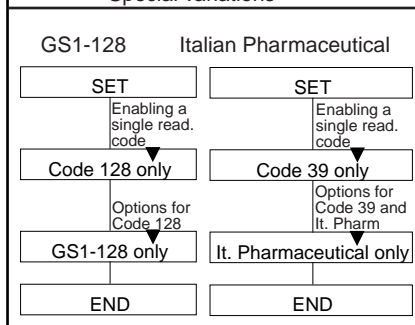 Special variations
GS1-128
Italian Pharmaceutical
SET
Enabling a
single read.
code
Code 128 only
Options for
Code 128
GS1-128 only
END
SET
Enabling a
single read.
code
Code 39 only
Options for
Code 39 and
It. Pharm
It. Pharmaceutical only
END